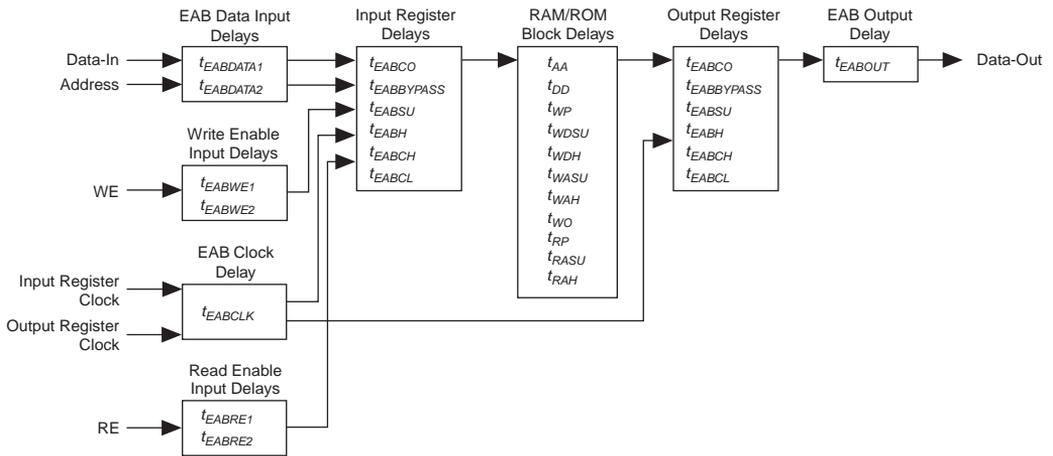 EAB Data Input
Delays
Data-In
Address
tEABDATA1
tEABDATA2
Write Enable
Input Delays
WE
tEABWE1
tEABWE2
EAB Clock
Delay
Input Register
Clock
Output Register
Clock
tEABCLK
Read Enable
Input Delays
RE
tEABRE1
tEABRE2
Input Register
Delays
tEABCO
tEABBYPASS
tEABSU
tEABH
tEABCH
tEABCL
RAM/ROM
Block Delays
tAA
tDD
tWP
tWDSU
tWDH
tWASU
tWAH
tWO
tRP
tRASU
tRAH
Output Register
Delays
tEABCO
tEABBYPASS
tEABSU
tEABH
tEABCH
tEABCL
EAB Output
Delay
tEABOUT
Data-Out